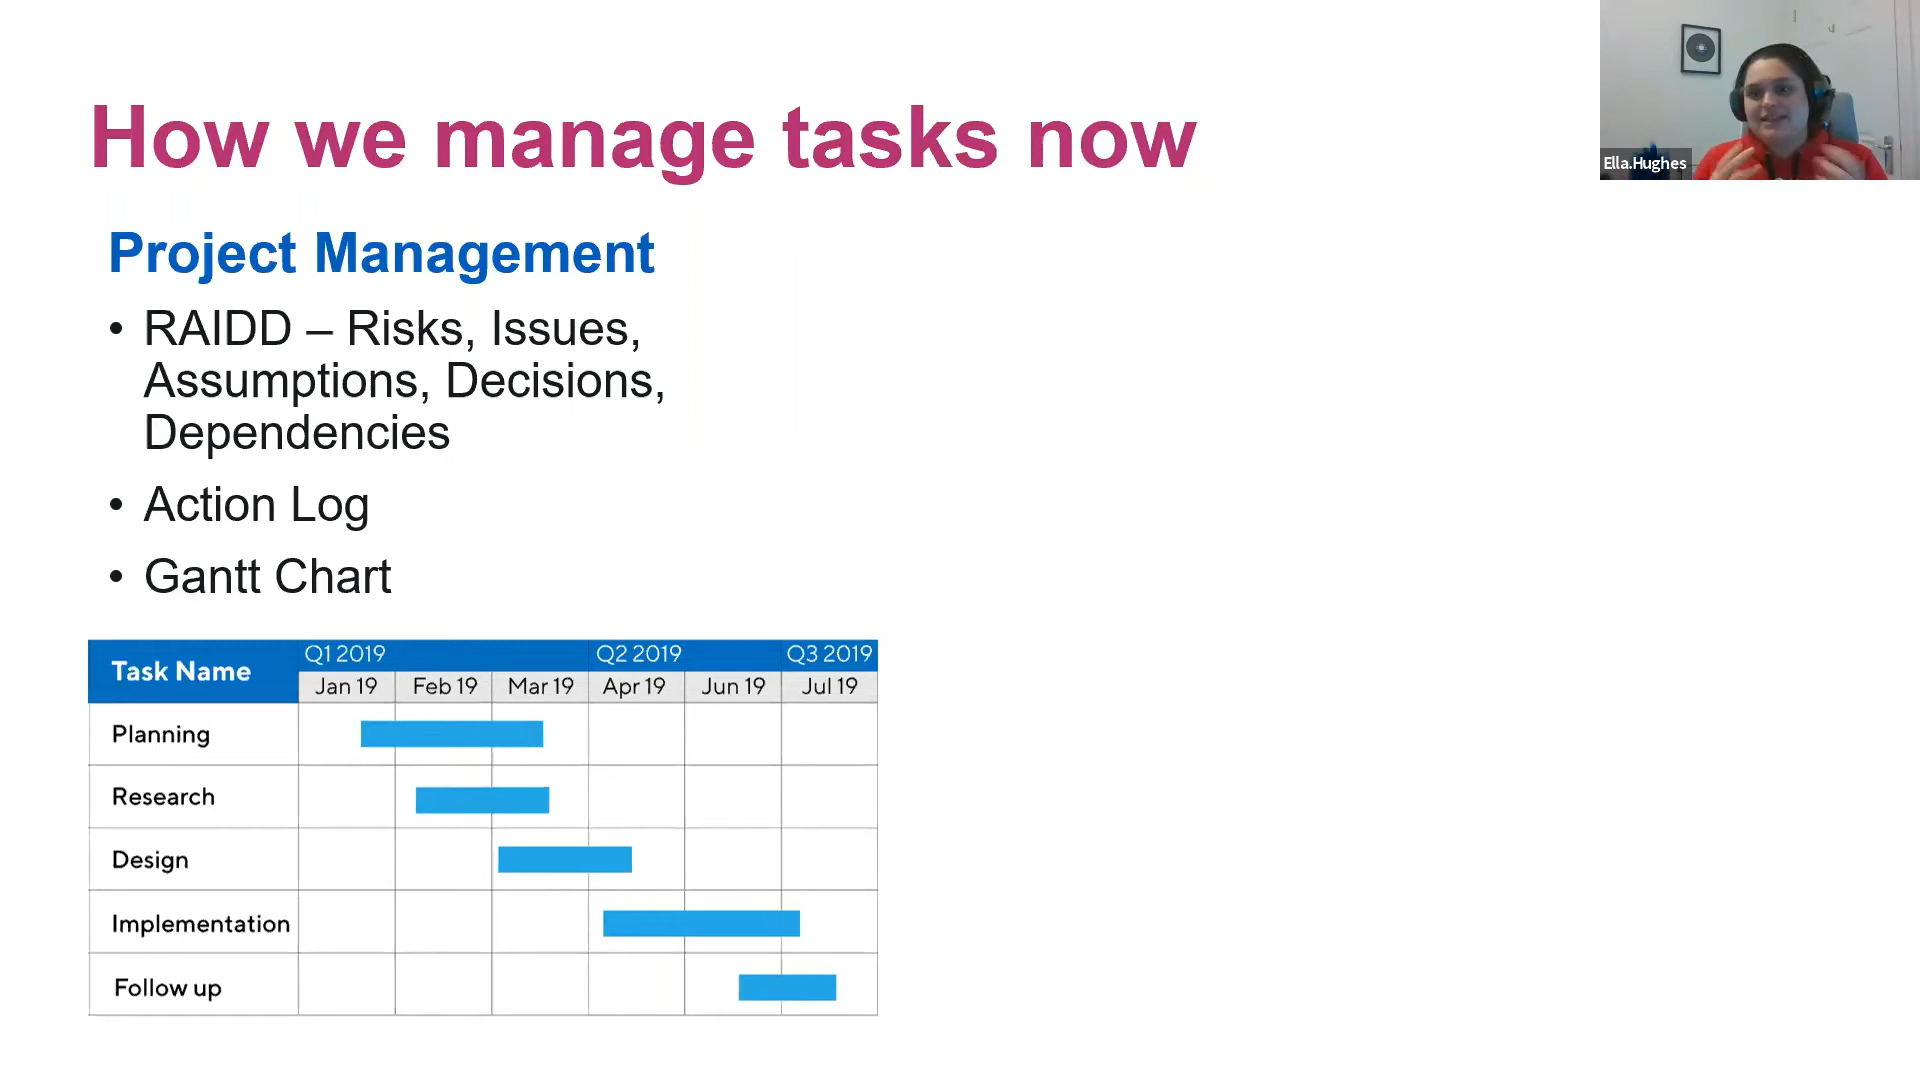 How we manage tasks now
Ella.Hughes
Project Management
• RAIDD – Risks, Issues,
Assumptions, Decisions,
Dependencies
• Action Log
• Gantt Chart
Task Name
Q1 2019 Q2 2019 Q3 2019
Jan 19 Feb 19 Mar 19 Apr 19 Jun 19 Jul 19
Planning
Research
Design
Implementation
Follow up